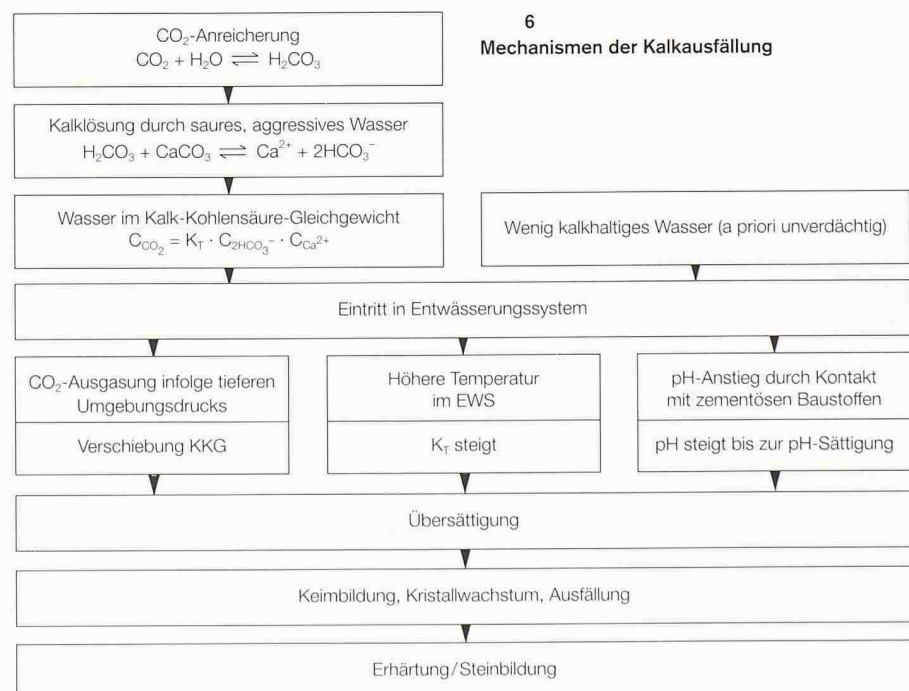 6
Mechanismen der Kalkausfällung
CO₂-Anreicherung
CO₂ + H₂O ⇌ H₂CO₃
Kalklösung durch saures, aggressives Wasser
H₂CO₃ + CaCO₃ ⇌ Ca²⁺ + 2HCO₃⁻
Wasser im Kalk-Kohlensäure-Gleichgewicht
C_CO₂ = K_T · C_2HCO₃⁻ · C_Ca²⁺
Wenig kalkhaltiges Wasser (a priori unverdächtig)
Eintritt in Entwässerungssystem
CO₂-Ausgasung infolge tieferen
Umgebungsdrucks
Verschiebung KKG
Höhere Temperatur
im EWS
K_T steigt
pH-Anstieg durch Kontakt
mit zementösen Baustoffen
pH steigt bis zur pH-Sättigung
Übersättigung
Keimbildung, Kristallwachstum, Ausfällung
Erhärtung/Steinbildung